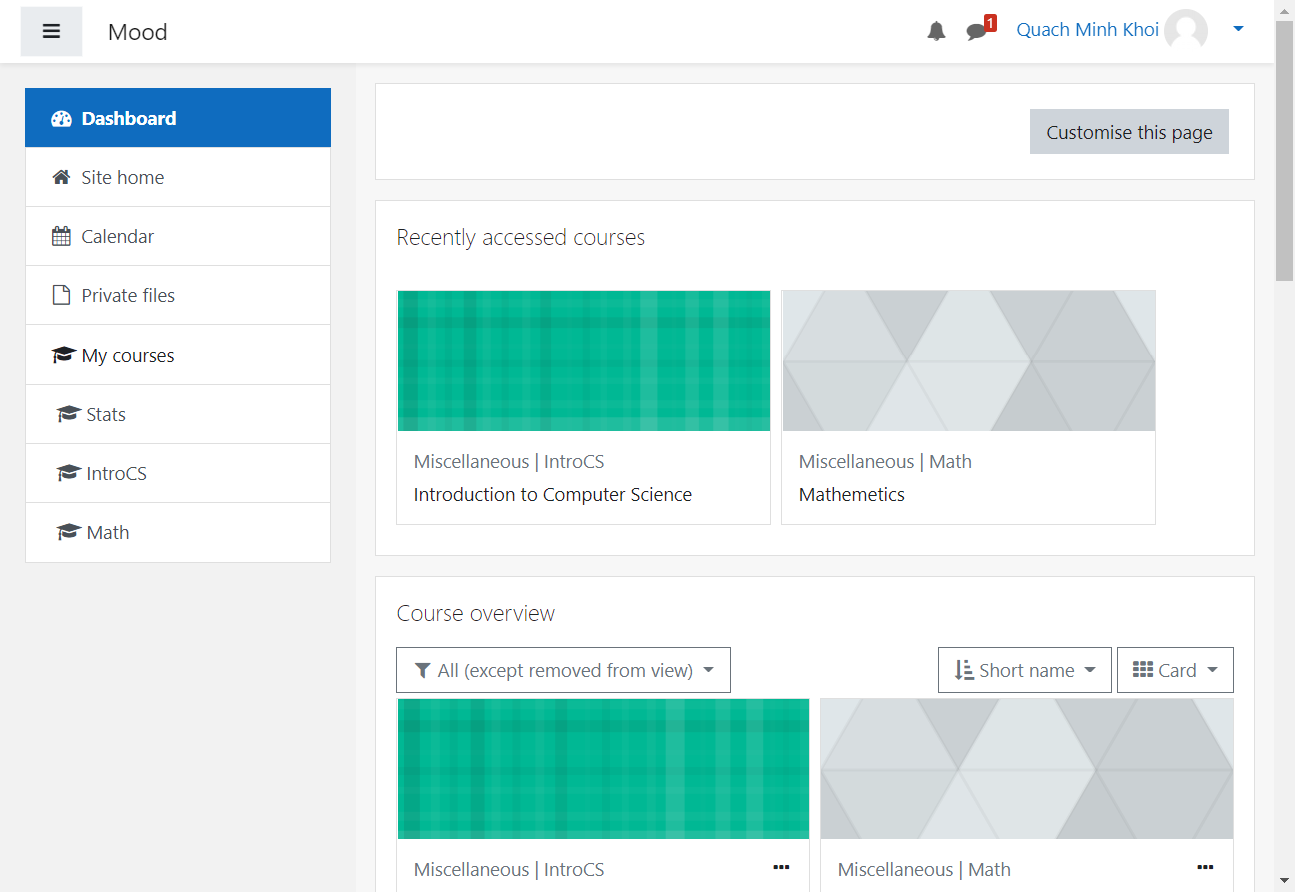 Mood
1
Quach Minh Khoi
Dashboard
Site home
Calendar
Private files
My courses
Stats
IntroCS
Math
Customise this page
Recently accessed courses
Miscellaneous | IntroCS
Introduction to Computer Science
Miscellaneous | Math
Mathemetics
Course overview
All (except removed from view)
Short name
Card
Miscellaneous | IntroCS
Miscellaneous | Math